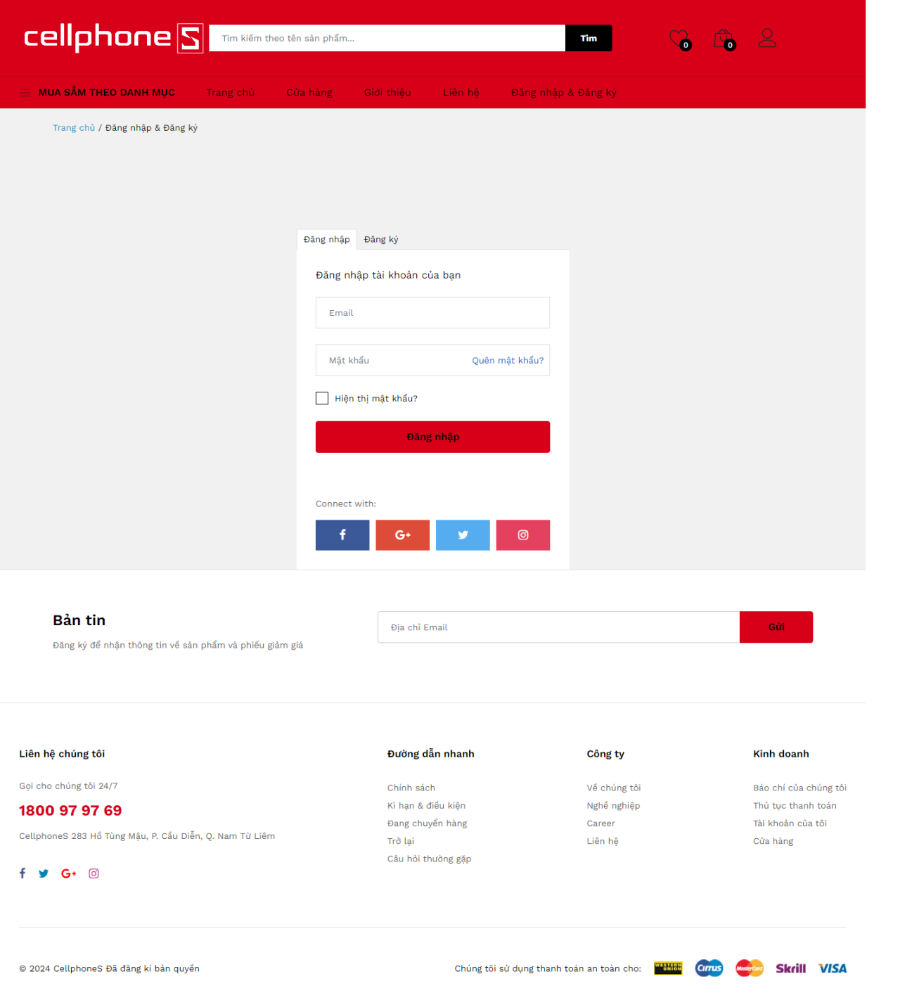 cellphoneS
Tìm kiếm theo tên sản phẩm...
Tìm
0
0
MUA SẮM THEO DANH MỤC
Trang chủ
Cửa hàng
Giới thiệu
Liên hệ
Đăng nhập & Đăng ký
Trang chủ / Đăng nhập & Đăng ký
Đăng nhập
Đăng ký
Đăng nhập tài khoản của bạn
Email
Mật khẩu
Quên mật khẩu?
Hiện thị mật khẩu?
Đăng nhập
Connect with:
Bản tin
Đăng ký để nhận thông tin về sản phẩm và phiếu giảm giá
Địa chỉ Email
Gửi
Liên hệ chúng tôi
Gọi cho chúng tôi 24/7
1800 97 97 69
CellphoneS 283 Hồ Tùng Mậu, P. Cầu Diễn, Q. Nam Từ Liêm
Đường dẫn nhanh
Chính sách
Kì hạn & điều kiện
Đang chuyển hàng
Trở lại
Câu hỏi thường gặp
Công ty
Về chúng tôi
Nghề nghiệp
Career
Liên hệ
Kinh doanh
Báo chí của chúng tôi
Thủ tục thanh toán
Tài khoản của tôi
Cửa hàng
© 2024 CellphoneS Đã đăng kí bản quyền
Chúng tôi sử dụng thanh toán an toàn cho:
WESTERN UNION
Cirrus
MasterCard
Skrill
VISA